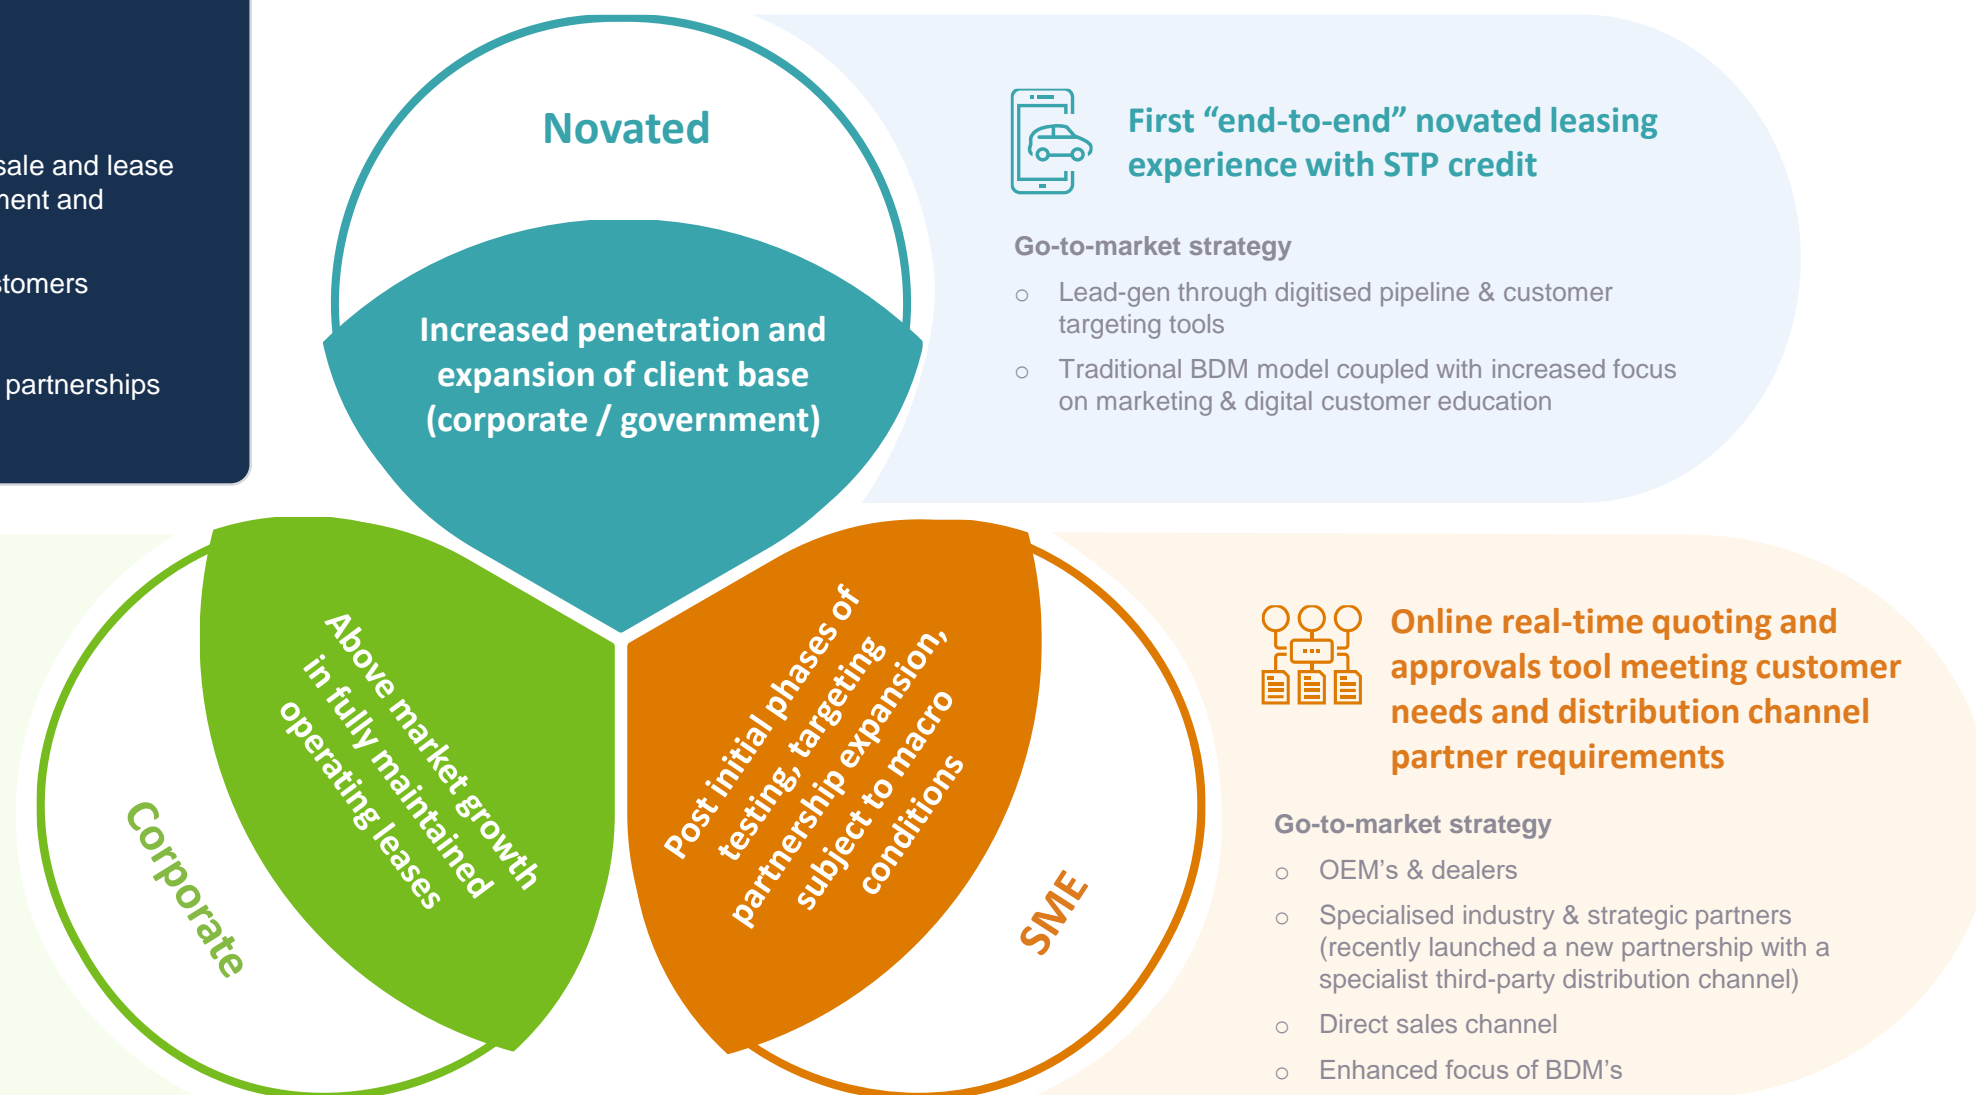 sale and lease
ment and
stomers
partnerships
Novated
Increased penetration and
expansion of client base
(corporate / government)
First “end-to-end” novated leasing
experience with STP credit
Go-to-market strategy
o Lead-gen through digitised pipeline & customer
targeting tools
o Traditional BDM model coupled with increased focus
on marketing & digital customer education
Above market growth
in fully maintained
operating leases
Corporate
Post initial phases of
testing, targeting
partnership expansion,
subject to macro
conditions
SME
Online real-time quoting and
approvals tool meeting customer
needs and distribution channel
partner requirements
Go-to-market strategy
o OEM's & dealers
o Specialised industry & strategic partners
(recently launched a new partnership with a
specialist third-party distribution channel)
o Direct sales channel
o Enhanced focus of BDM's